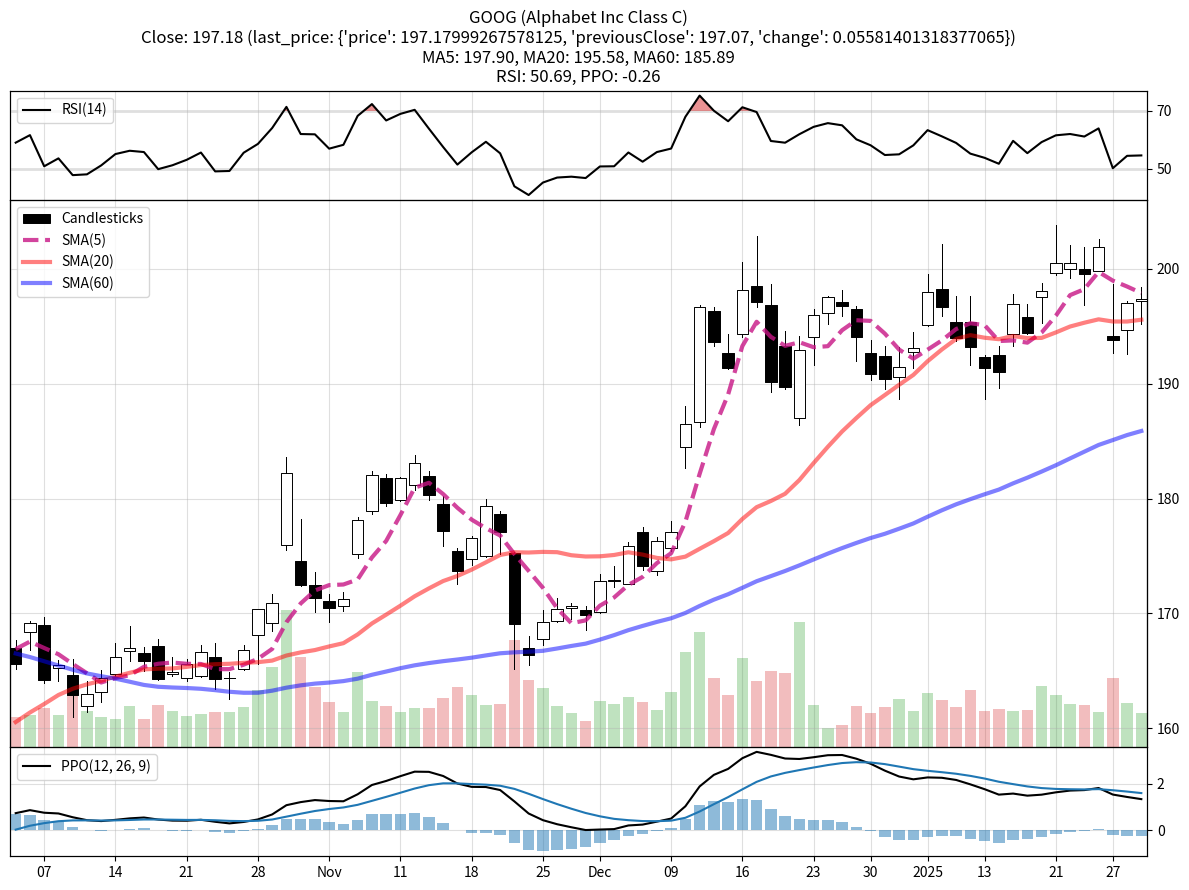 GOOG (Alphabet Inc Class C)
Close: 197.18 (last_price: {'price': 197.17999267578125, 'previousClose': 197.07, 'change': 0.05581401318377065})
MA5: 197.90, MA20: 195.58, MA60: 185.89
RSI: 50.69, PPO: -0.26
RSI(14)
70
50
Candlesticks
SMA(5)
SMA(20)
SMA(60)
200
190
180
170
160
PPO(12, 26, 9)
2
0
07 14 21 28 Nov 11 18 25 Dec 09 16 23 30 2025 13 21 27